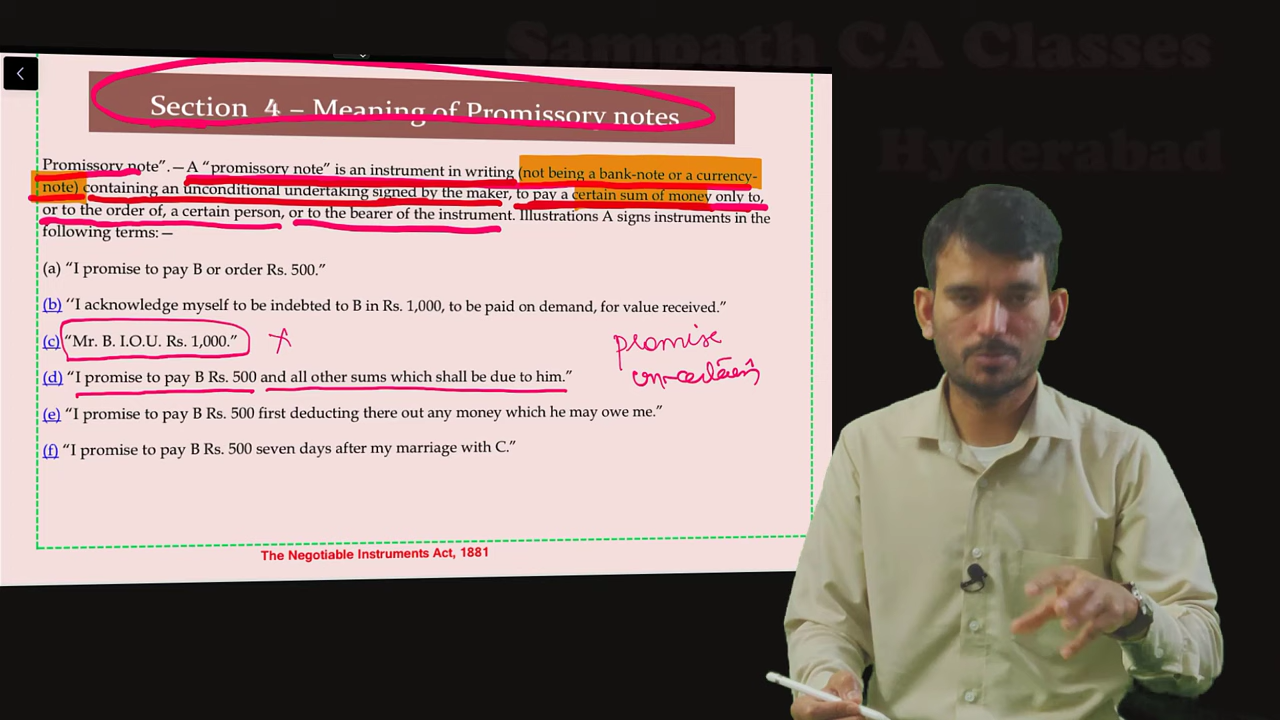 Sampath CA Classes
Hyderabad
Section 4 – Meaning of Promissory notes
Promissory note”.—A “promissory note” is an instrument in writing (not being a bank-note or a currency-
note) containing an unconditional undertaking signed by the maker, to pay a certain sum of money only to,
or to the order of, a certain person, or to the bearer of the instrument. Illustrations A signs instruments in the
following terms:—
(a) “I promise to pay B or order Rs. 500.”
(b) “I acknowledge myself to be indebted to B in Rs. 1,000, to be paid on demand, for value received.”
(c) “Mr. B. I.O.U. Rs. 1,000.”
promise
(d) “I promise to pay B Rs. 500 and all other sums which shall be due to him.”
(e) “I promise to pay B Rs. 500 first deducting there out any money which he may owe me.”
(f) “I promise to pay B Rs. 500 seven days after my marriage with C.”
The Negotiable Instruments Act, 1881